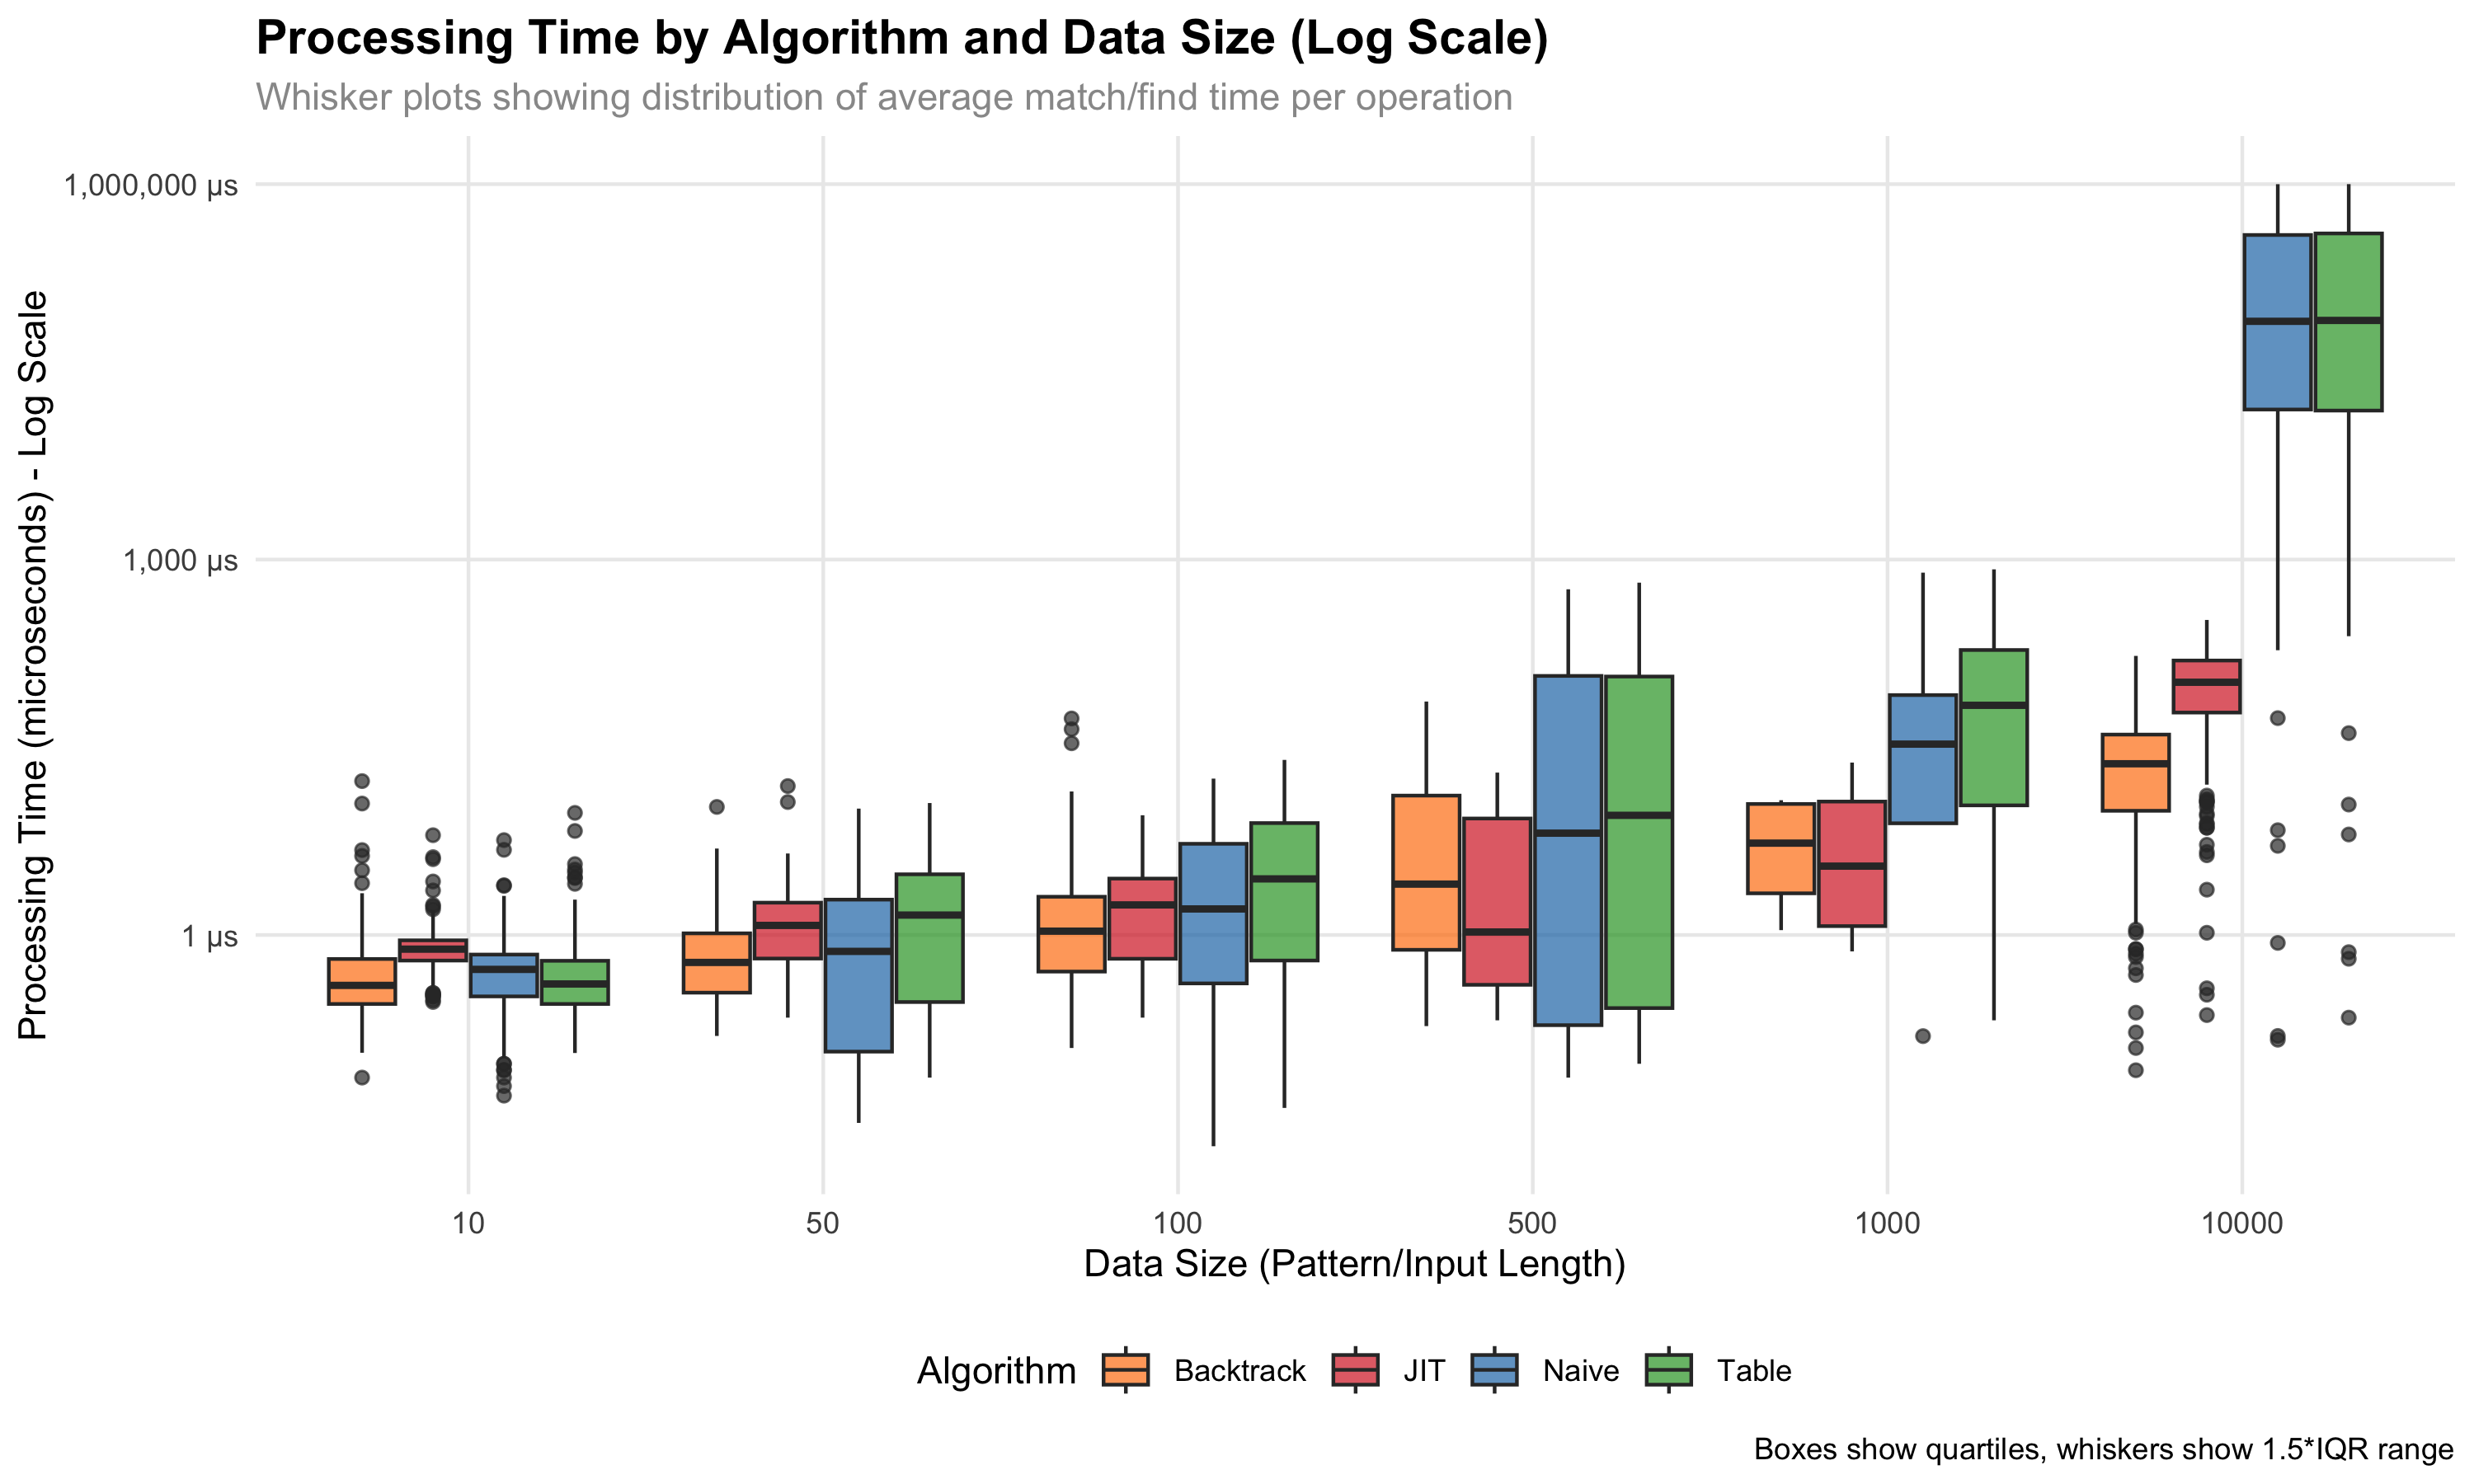 Processing Time by Algorithm and Data Size (Log Scale)
Whisker plots showing distribution of average match/find time per operation
Processing Time (microseconds) - Log Scale
1,000,000 µs
1,000 µs
1 µs
10 50 100 500 1000 10000
Data Size (Pattern/Input Length)
Algorithm Backtrack JIT Naive Table
Boxes show quartiles, whiskers show 1.5*IQR range